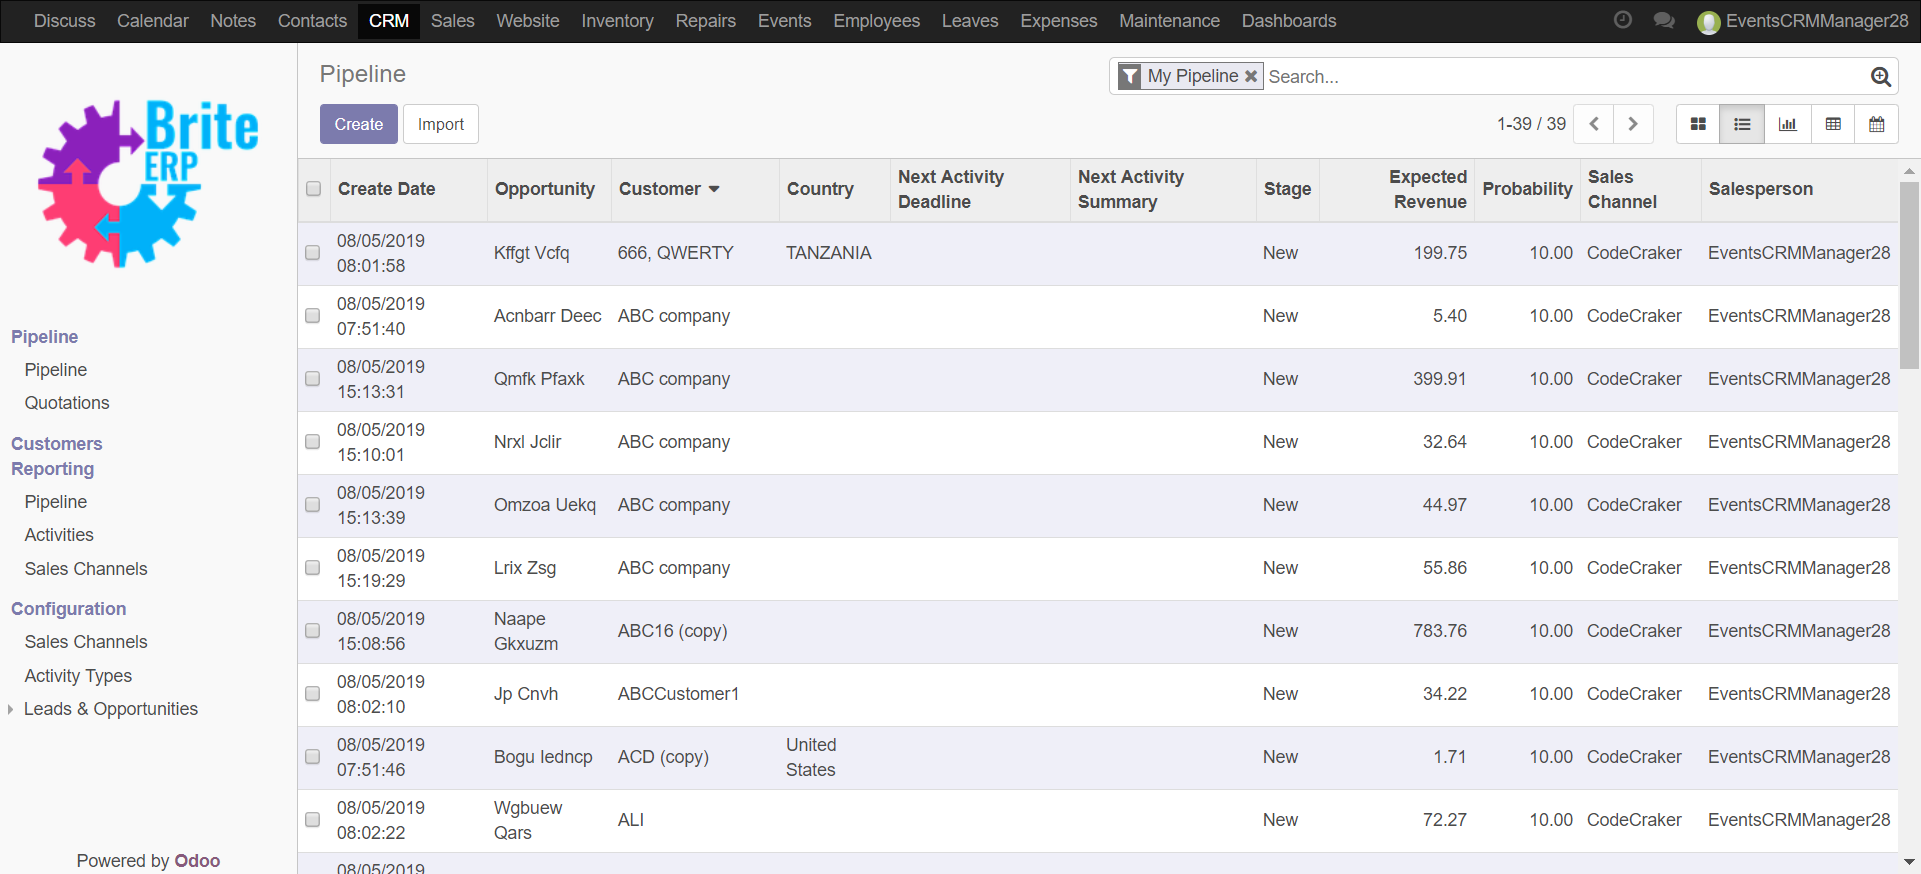 Discuss Calendar Notes Contacts CRM Sales Website Inventory Repairs Events Employees Leaves Expenses Maintenance Dashboards EventsCRMManager28
Brite
ERP
Pipeline
Pipeline
Quotations
Customers
Reporting
Pipeline
Activities
Sales Channels
Configuration
Sales Channels
Activity Types
Leads & Opportunities
Powered by Odoo
Pipeline
My Pipeline Search...
Create Import
1-39 / 39
Create Date Opportunity Customer Country Next Activity Deadline Next Activity Summary Stage Expected Revenue Probability Sales Channel Salesperson
08/05/2019 08:01:58 Kffgt Vcfq 666, QWERTY TANZANIA New 199.75 10.00 CodeCraker EventsCRMManager28
08/05/2019 07:51:40 Acnbarr Deec ABC company New 5.40 10.00 CodeCraker EventsCRMManager28
08/05/2019 15:13:31 Qmfk Pfaxk ABC company New 399.91 10.00 CodeCraker EventsCRMManager28
08/05/2019 15:10:01 Nrxl Jclir ABC company New 32.64 10.00 CodeCraker EventsCRMManager28
08/05/2019 15:13:39 Omzoa Uekq ABC company New 44.97 10.00 CodeCraker EventsCRMManager28
08/05/2019 15:19:29 Lrix Zsg ABC company New 55.86 10.00 CodeCraker EventsCRMManager28
08/05/2019 15:08:56 Naape Gkxuzm ABC16 (copy) New 783.76 10.00 CodeCraker EventsCRMManager28
08/05/2019 08:02:10 Jp Cnvh ABCCustomer1 New 34.22 10.00 CodeCraker EventsCRMManager28
08/05/2019 07:51:46 Bogu Iedncp ACD (copy) United States New 1.71 10.00 CodeCraker EventsCRMManager28
08/05/2019 08:02:22 Wgbuew Qars ALI New 72.27 10.00 CodeCraker EventsCRMManager28
08/05/2019